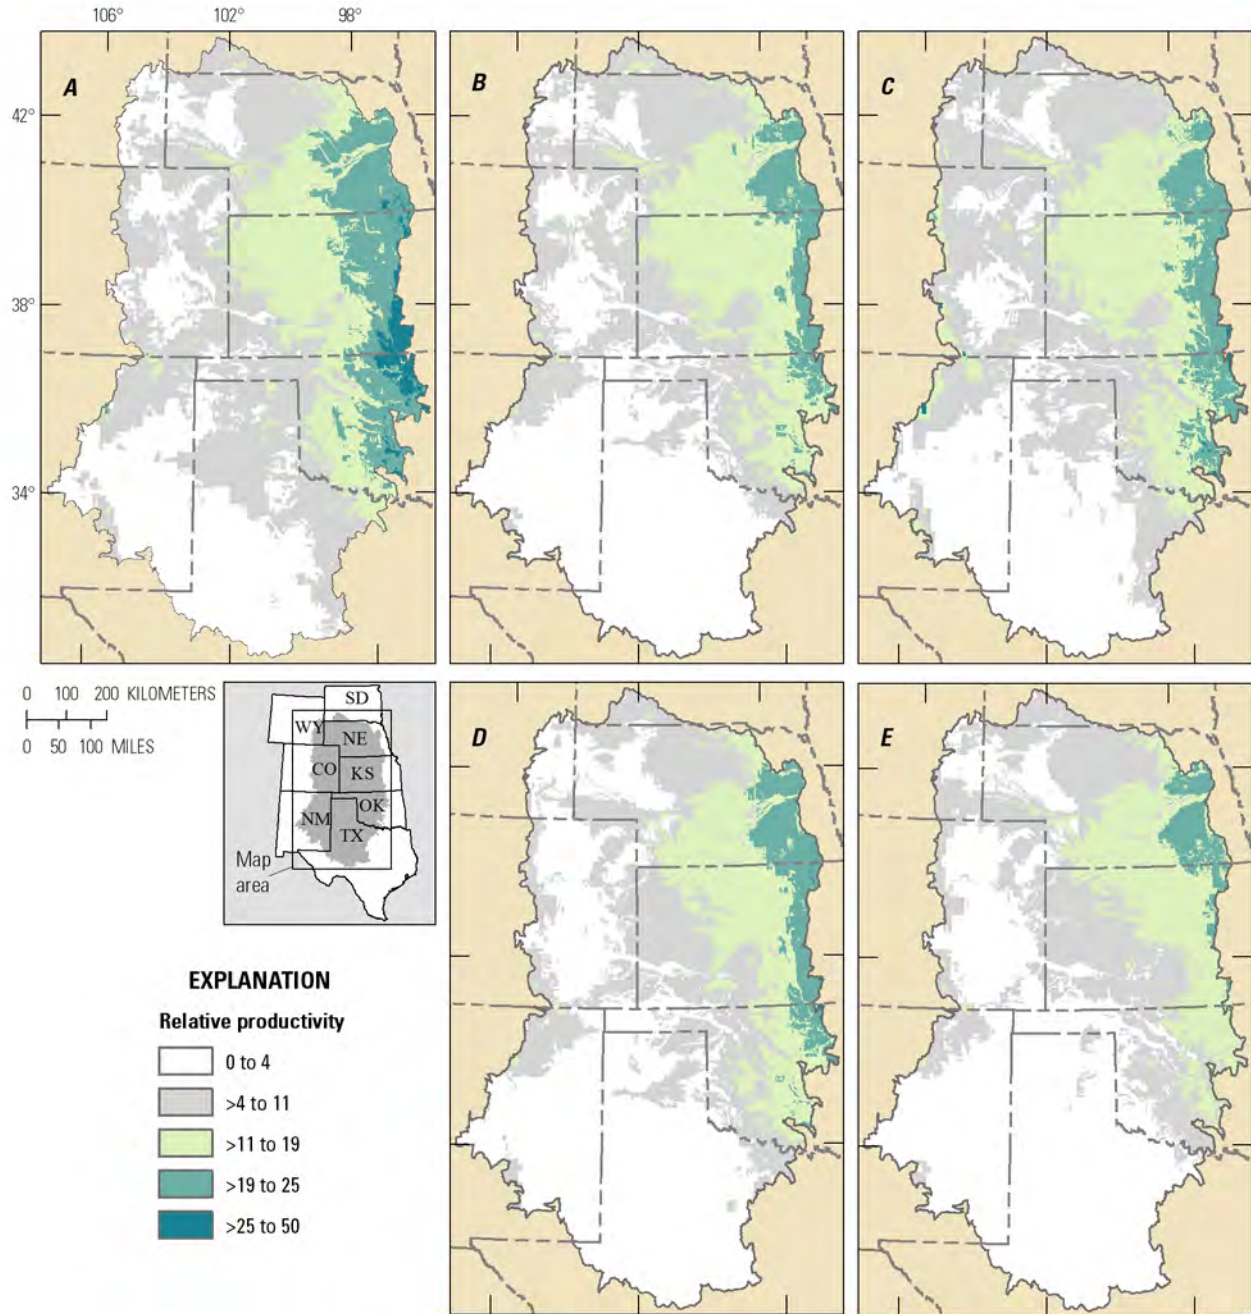 106° 102° 98°
A
B
C
42°
38°
34°
0 100 200 KILOMETERS
0 50 100 MILES
SD
WY
NE
CO
KS
OK
NM
TX
Map
area
D
E
EXPLANATION
Relative productivity
0 to 4
>4 to 11
>11 to 19
>19 to 25
>25 to 50